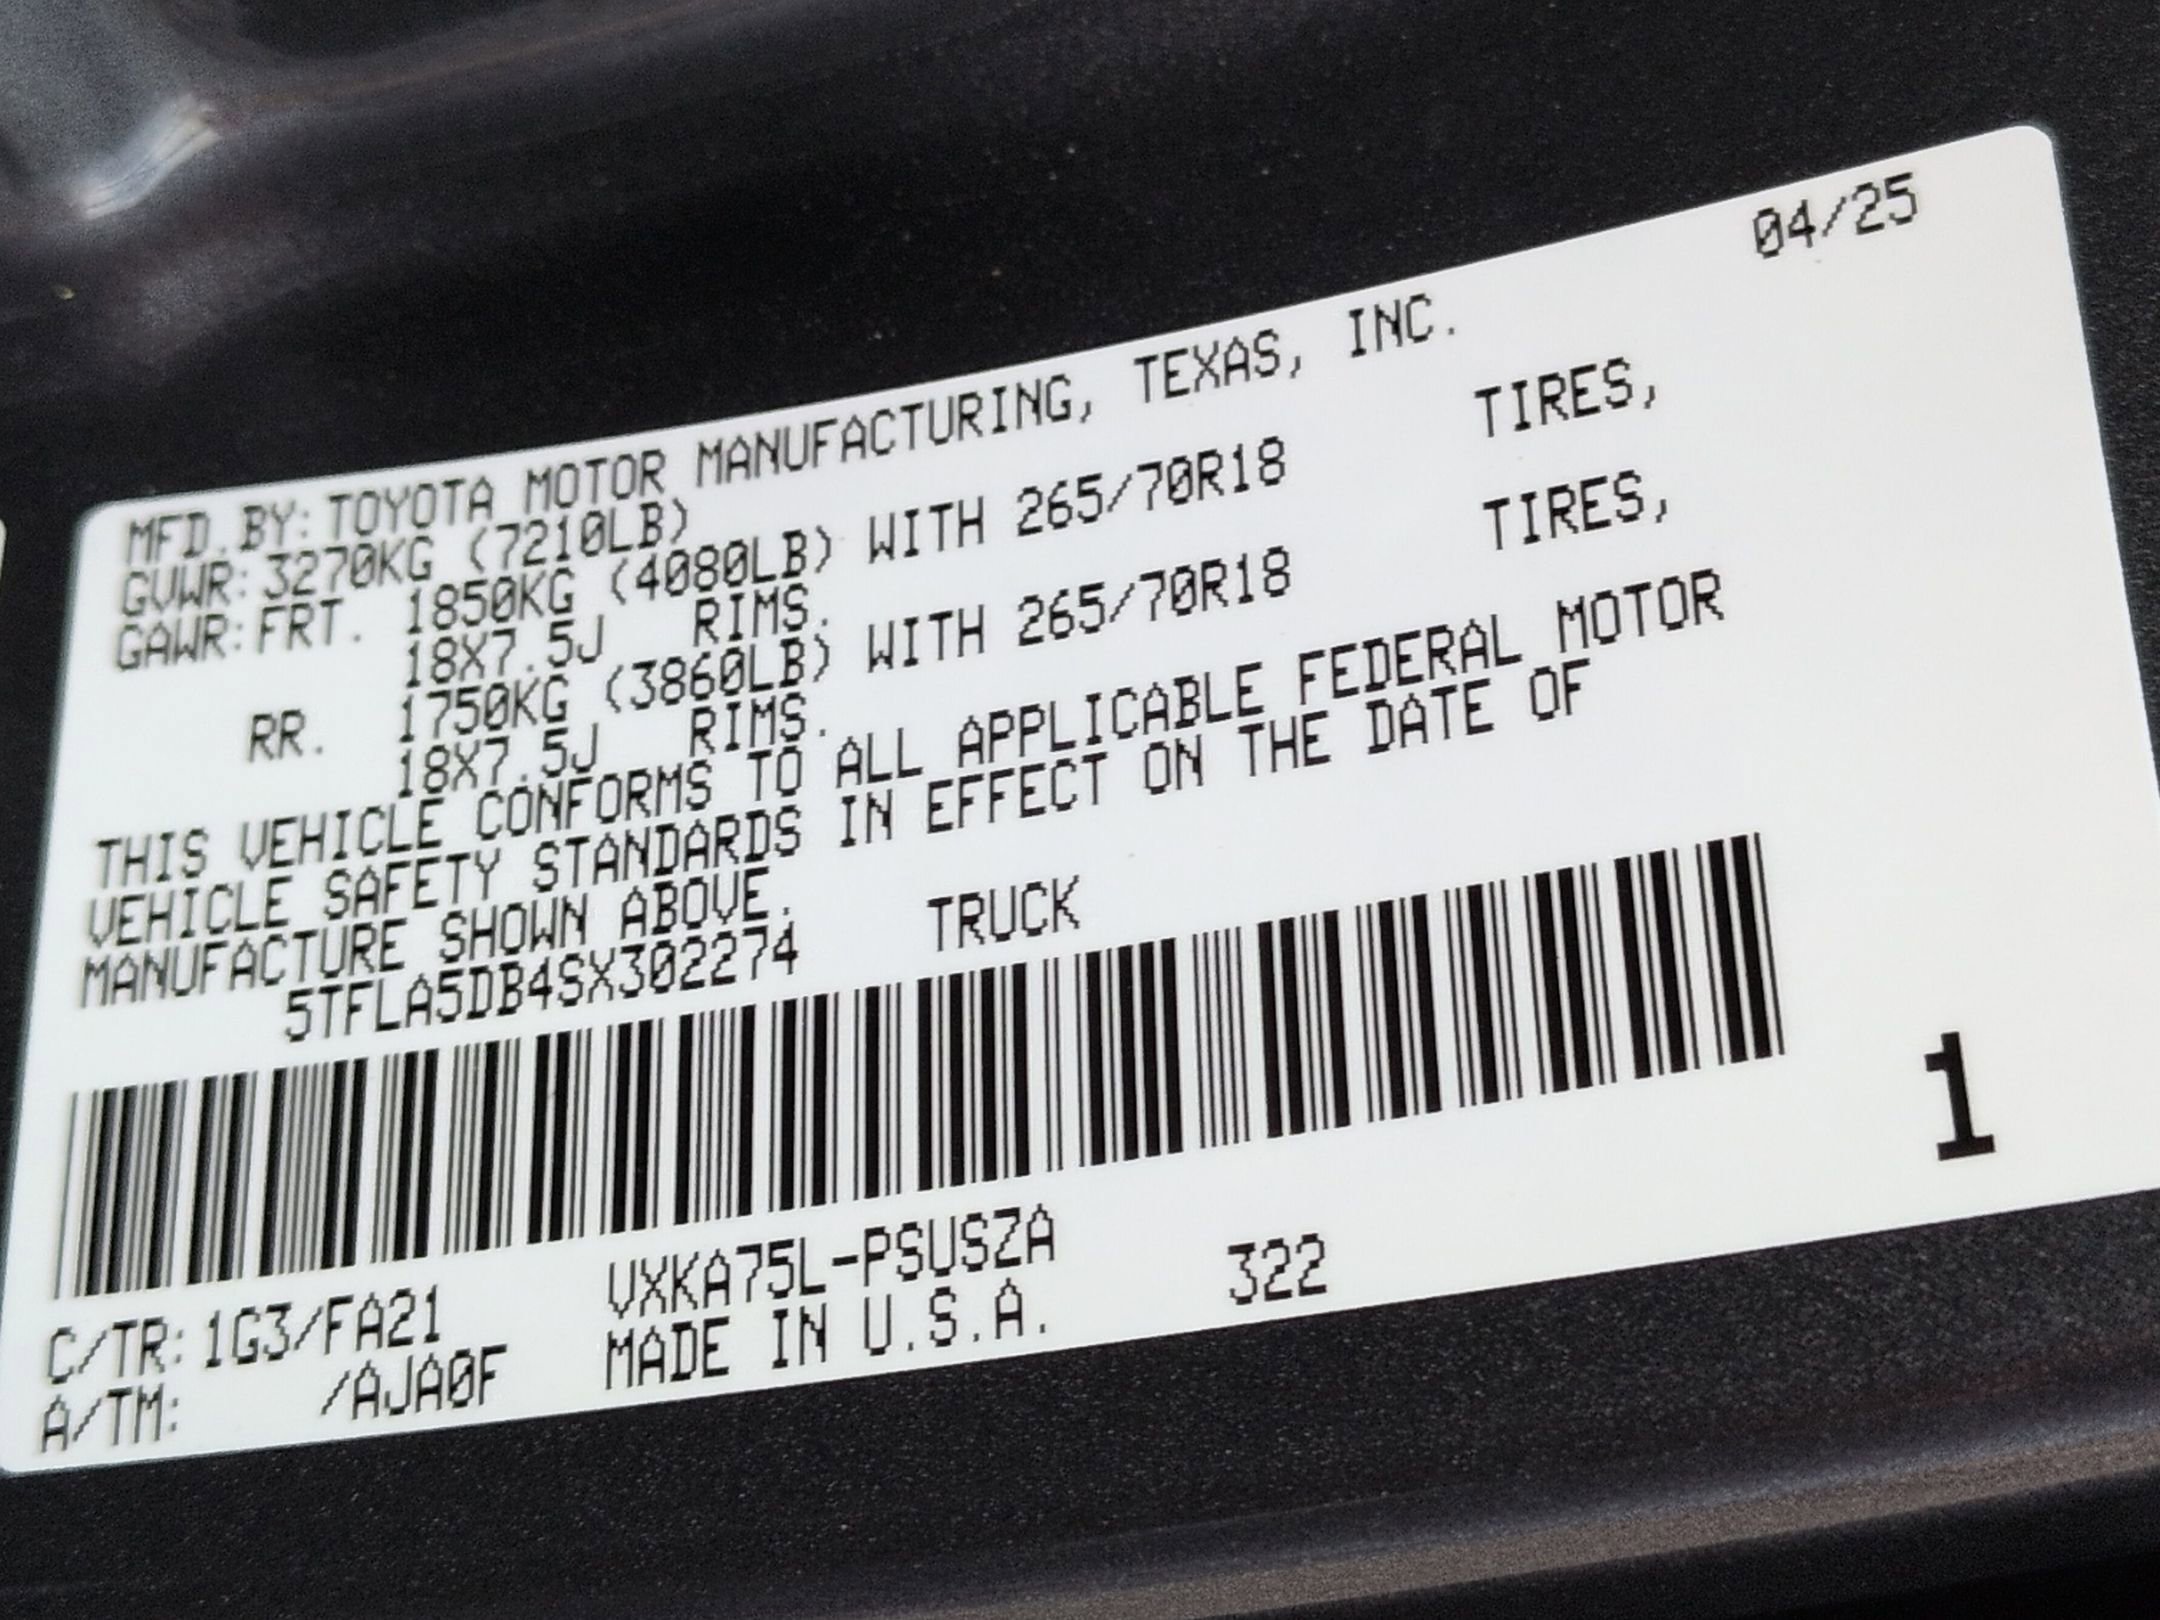 04/25
MFD.BY:TOYOTA MOTOR MANUFACTURING, TEXAS, INC.
GVWR:3270KG (7210LB)
GAWR:FRT. 1850KG (4080LB) WITH 265/70R18 TIRES,
18X7.5J RIMS.
RR. 1750KG (3860LB) WITH 265/70R18 TIRES,
18X7.5J RIMS.
THIS VEHICLE CONFORMS TO ALL APPLICABLE FEDERAL MOTOR
VEHICLE SAFETY STANDARDS IN EFFECT ON THE DATE OF
MANUFACTURE SHOWN ABOVE.
5TFLA5DB4SX302274 TRUCK
1
C/TR:1G3/FA21 VXKA75L-PSUSZA 322
A/TM: /AJA0F MADE IN U.S.A.